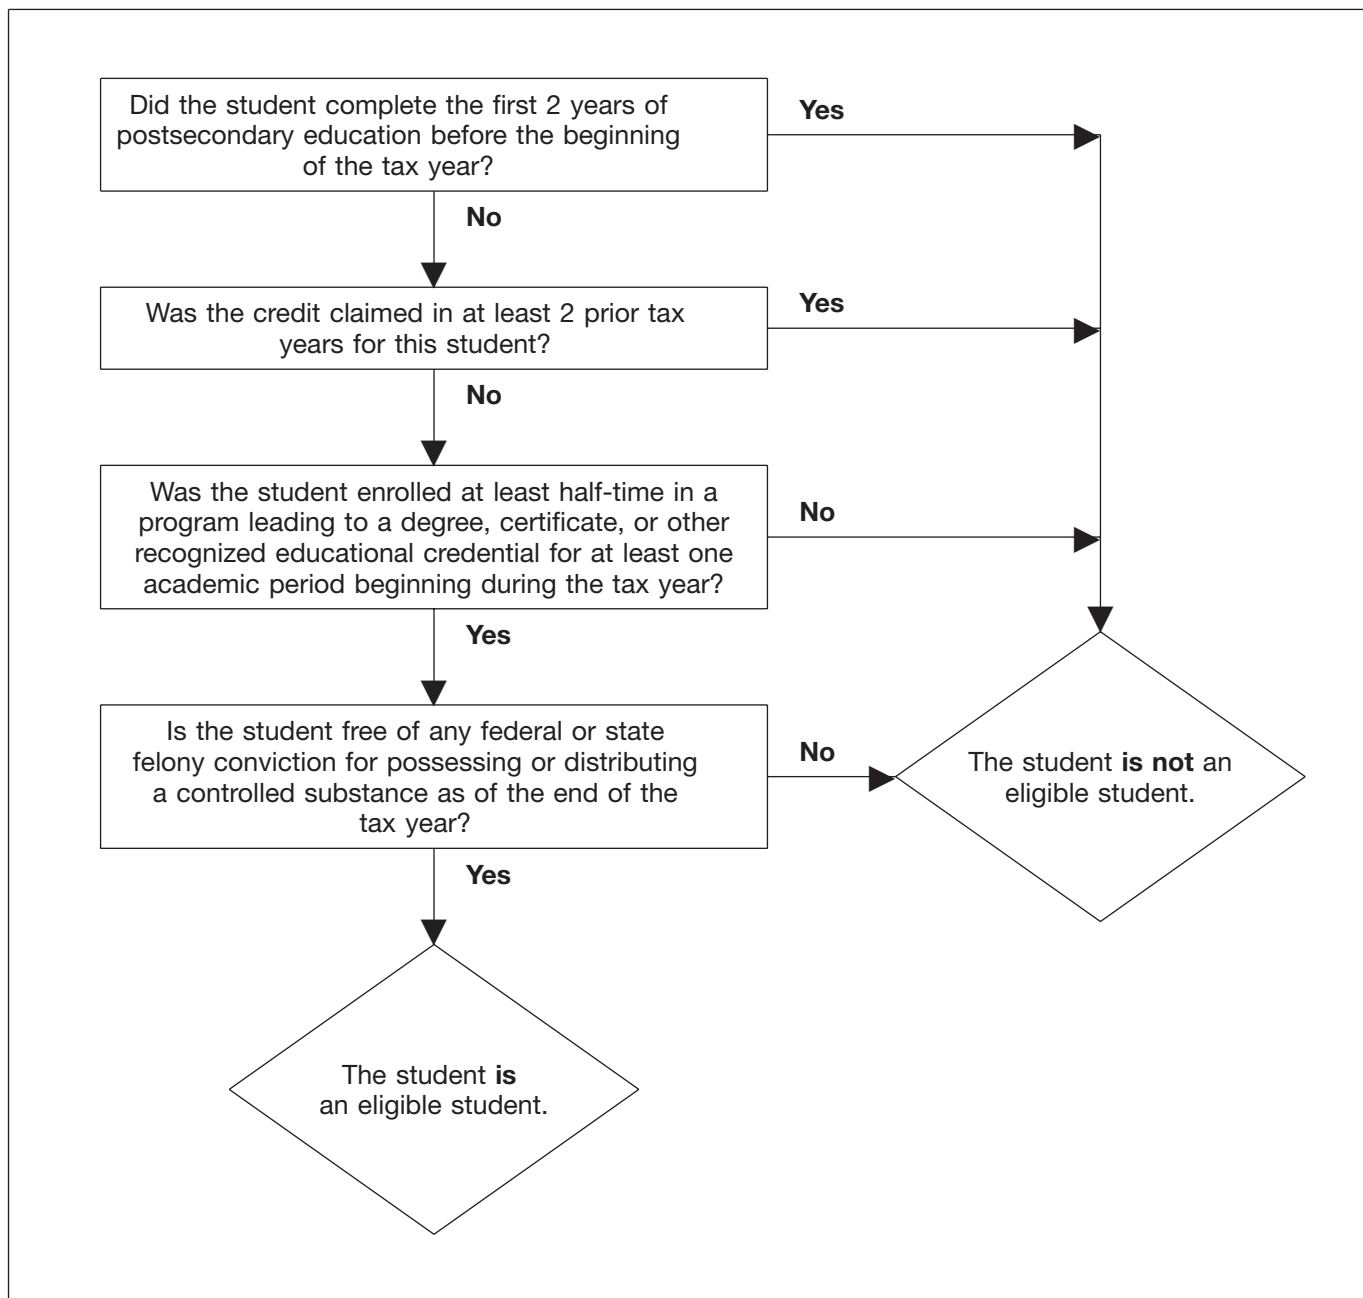 Did the student complete the first 2 years of
postsecondary education before the beginning
of the tax year?
Yes
No
Was the credit claimed in at least 2 prior tax
years for this student?
Yes
No
Was the student enrolled at least half-time in a
program leading to a degree, certificate, or other
recognized educational credential for at least one
academic period beginning during the tax year?
No
Yes
Is the student free of any federal or state
felony conviction for possessing or distributing
a controlled substance as of the end of the
tax year?
No
The student is not an
eligible student.
Yes
The student is
an eligible student.